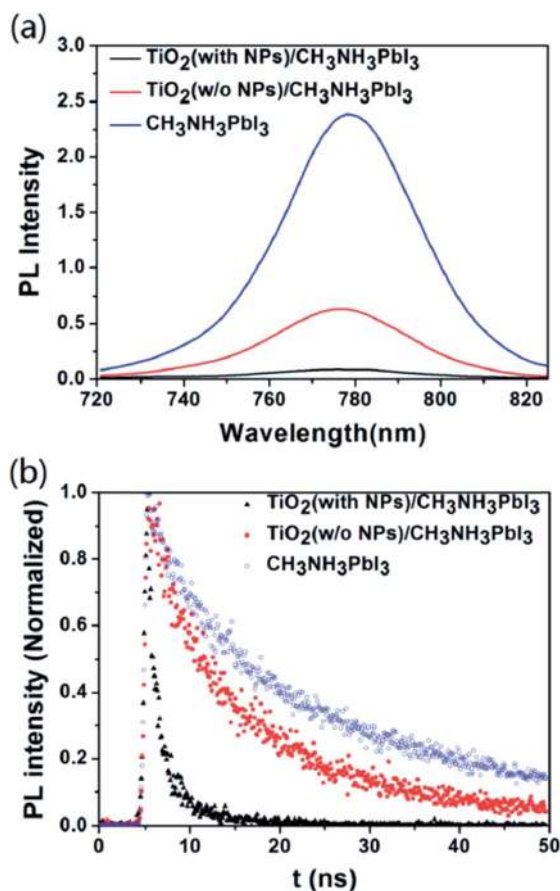 (a)
3.0
TiO₂(with NPs)/CH₃NH₃PbI₃
TiO₂(w/o NPs)/CH₃NH₃PbI₃
CH₃NH₃PbI₃
2.5
2.0
1.5
1.0
0.5
0.0
PL Intensity
720 740 760 780 800 820
Wavelength(nm)
(b)
1.0
TiO₂(with NPs)/CH₃NH₃PbI₃
TiO₂(w/o NPs)/CH₃NH₃PbI₃
CH₃NH₃PbI₃
0.8
0.6
0.4
0.2
0.0
PL intensity (Normalized)
0 10 20 30 40 50
t (ns)